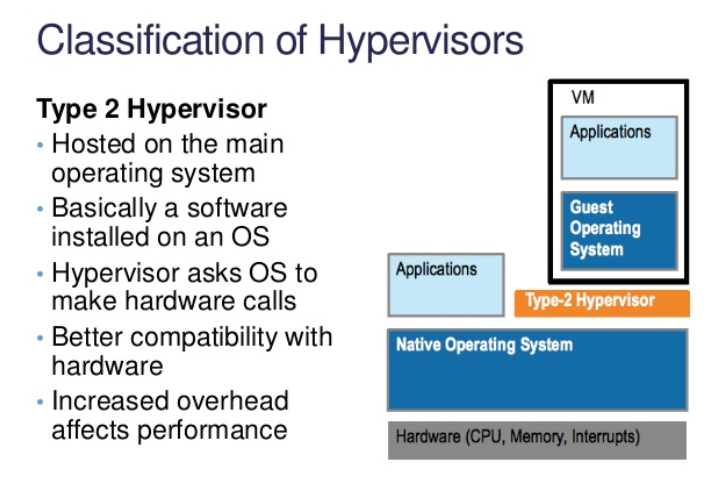 Classification of Hypervisors
Type 2 Hypervisor
• Hosted on the main
operating system
• Basically a software
installed on an OS
• Hypervisor asks OS to
make hardware calls
• Better compatibility with
hardware
• Increased overhead
affects performance
VM
Applications
Guest
Operating
System
Applications
Type-2 Hypervisor
Native Operating System
Hardware (CPU, Memory, Interrupts)